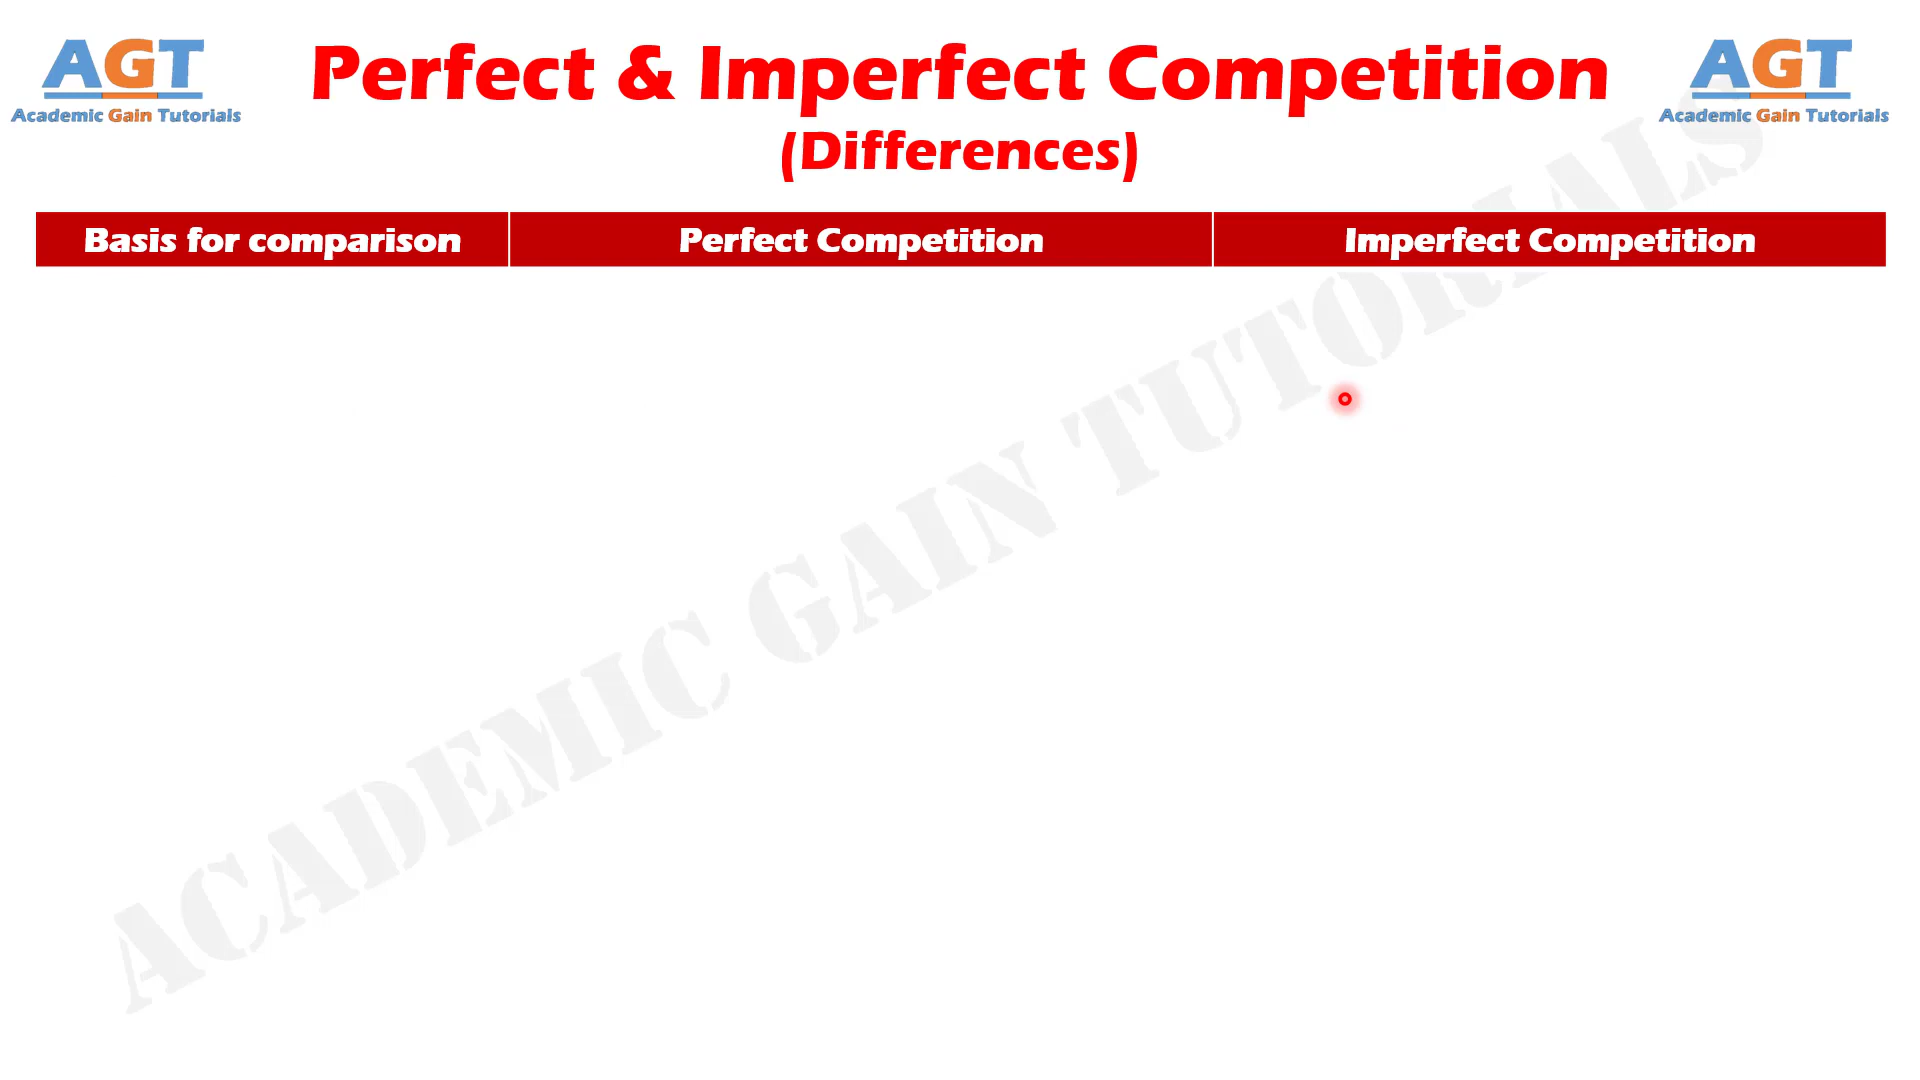 AGT
Academic Gain Tutorials
Perfect & Imperfect Competition
(Differences)
AGT
Academic Gain Tutorials
Basis for comparison Perfect Competition Imperfect Competition
ACADEMIC GAIN TUTORIALS